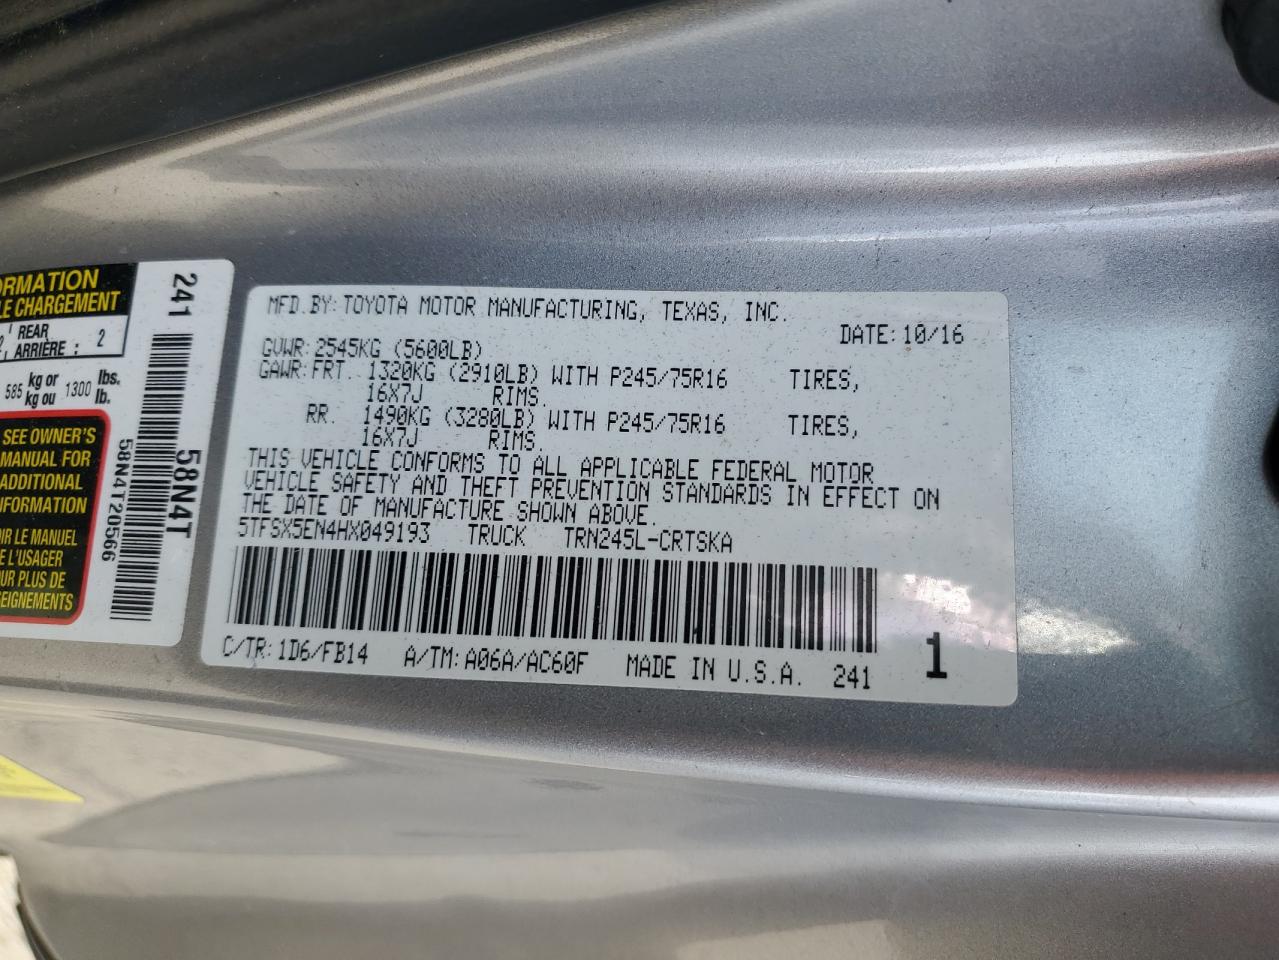 ORMATION
LE CHARGEMENT
2 REAR
, ARRIÈRE : 2
585 kg or 1300 lbs.
kg ou lb.
SEE OWNER'S
MANUAL FOR
ADDITIONAL
INFORMATION
IR LE MANUEL
E L'USAGER
OUR PLUS DE
SEIGNEMENTS
241
58N4T
58N4T20566
MFD.BY:TOYOTA MOTOR MANUFACTURING, TEXAS, INC.
DATE:10/16
GVWR:2545KG (5600LB)
GAWR:FRT. 1320KG (2910LB) WITH P245/75R16 TIRES,
16X7J RIMS.
RR. 1490KG (3280LB) WITH P245/75R16 TIRES,
16X7J RIMS.
THIS VEHICLE CONFORMS TO ALL APPLICABLE FEDERAL MOTOR
VEHICLE SAFETY AND THEFT PREVENTION STANDARDS IN EFFECT ON
THE DATE OF MANUFACTURE SHOWN ABOVE.
5TFSX5EN4HX049193 TRUCK TRN245L-CRTSKA
C/TR:1D6/FB14 A/TM:A06A/AC60F MADE IN U.S.A. 241 1